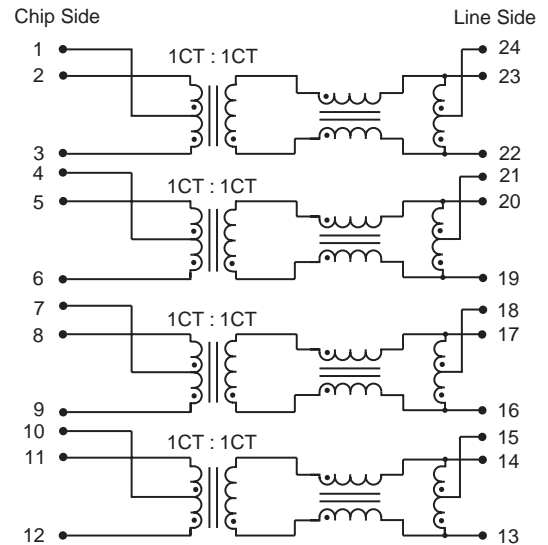 Chip Side Line Side
1 1CT : 1CT 24
2 23
3 22
4 1CT : 1CT 21
5 20
6 19
7 1CT : 1CT 18
8 17
9 16
10 1CT : 1CT 15
11 14
12 13